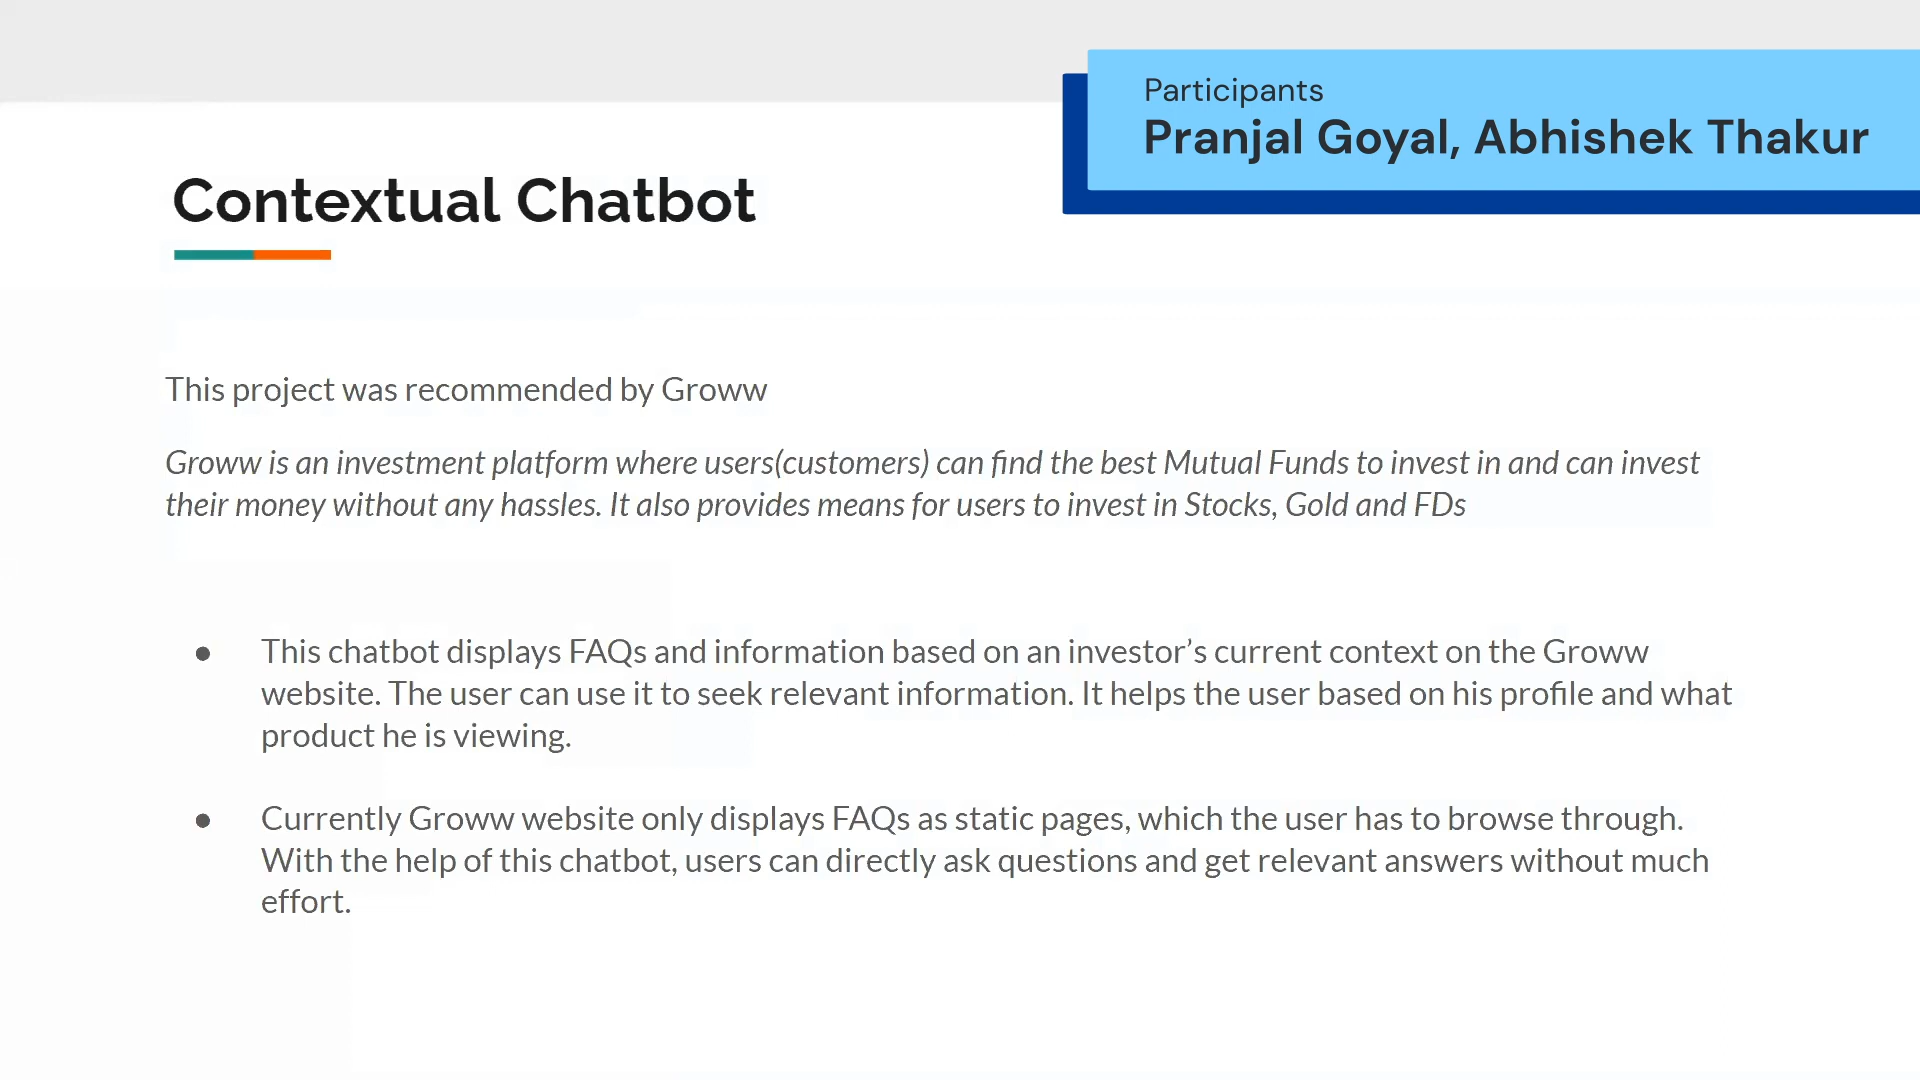 Participants
Pranjal Goyal, Abhishek Thakur
Contextual Chatbot
This project was recommended by Groww
Groww is an investment platform where users(customers) can find the best Mutual Funds to invest in and can invest
their money without any hassles. It also provides means for users to invest in Stocks, Gold and FDs
● This chatbot displays FAQs and information based on an investor’s current context on the Groww
website. The user can use it to seek relevant information. It helps the user based on his profile and what
product he is viewing.
● Currently Groww website only displays FAQs as static pages, which the user has to browse through.
With the help of this chatbot, users can directly ask questions and get relevant answers without much
effort.